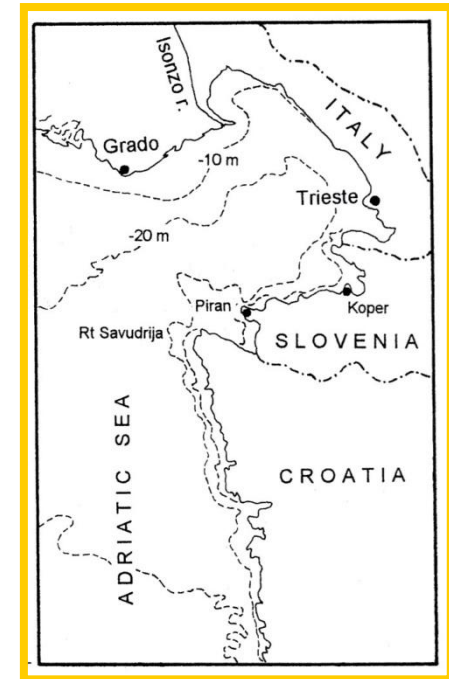 Isonzo r.
ITALY
Grado
-10 m
Trieste
-20 m
Piran
Koper
Rt Savudrija
SLOVENIA
ADRIATIC SEA
CROATIA